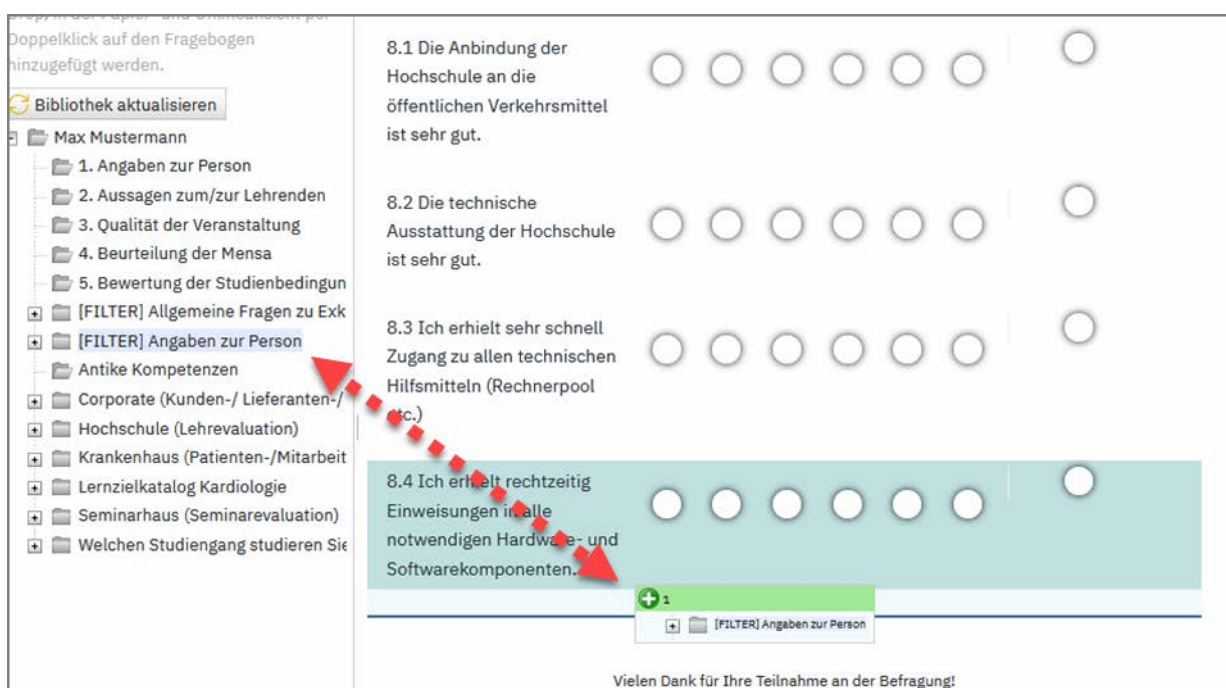 Doppelklick auf den Fragebogen
hinzugefügt werden.
Bibliothek aktualisieren
Max Mustermann
1. Angaben zur Person
2. Aussagen zum/zur Lehrenden
3. Qualität der Veranstaltung
4. Beurteilung der Mensa
5. Bewertung der Studienbedingun
[FILTER] Allgemeine Fragen zu Exk
[FILTER] Angaben zur Person
Antike Kompetenzen
Corporate (Kunden-/ Lieferanten-/
Hochschule (Lehrevaluation)
Krankenhaus (Patienten-/Mitarbeit
Lernzielkatalog Kardiologie
Seminarhaus (Seminarevaluation)
Welchen Studiengang studieren Sie
8.1 Die Anbindung der
Hochschule an die
öffentlichen Verkehrsmittel
ist sehr gut.
8.2 Die technische
Ausstattung der Hochschule
ist sehr gut.
8.3 Ich erhielt sehr schnell
Zugang zu allen technischen
Hilfsmitteln (Rechnerpool
etc.)
8.4 Ich erhielt rechtzeitig
Einweisungen in alle
notwendigen Hardware- und
Softwarekomponenten.
1
[FILTER] Angaben zur Person
Vielen Dank für Ihre Teilnahme an der Befragung!